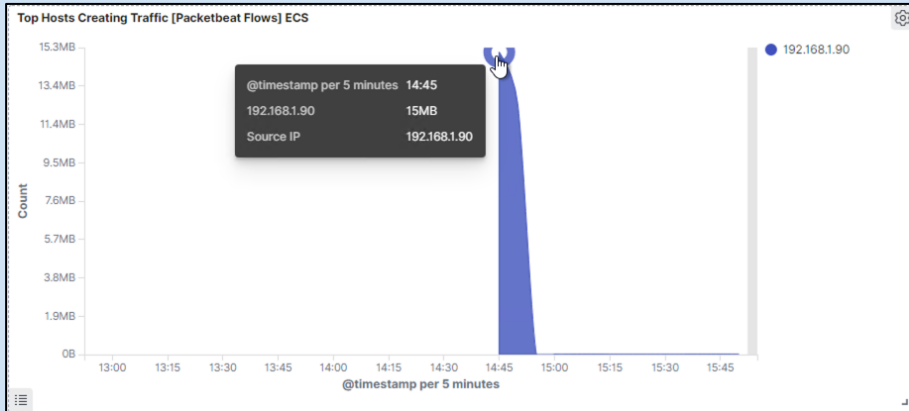 Top Hosts Creating Traffic [Packetbeat Flows] ECS
15.3MB
13.4MB
11.4MB
9.5MB
7.6MB
5.7MB
3.8MB
1.9MB
0B
Count
@timestamp per 5 minutes 14:45
192.168.1.90 15MB
Source IP 192.168.1.90
192.168.1.90
13:00 13:15 13:30 13:45 14:00 14:15 14:30 14:45 15:00 15:15 15:30 15:45
@timestamp per 5 minutes